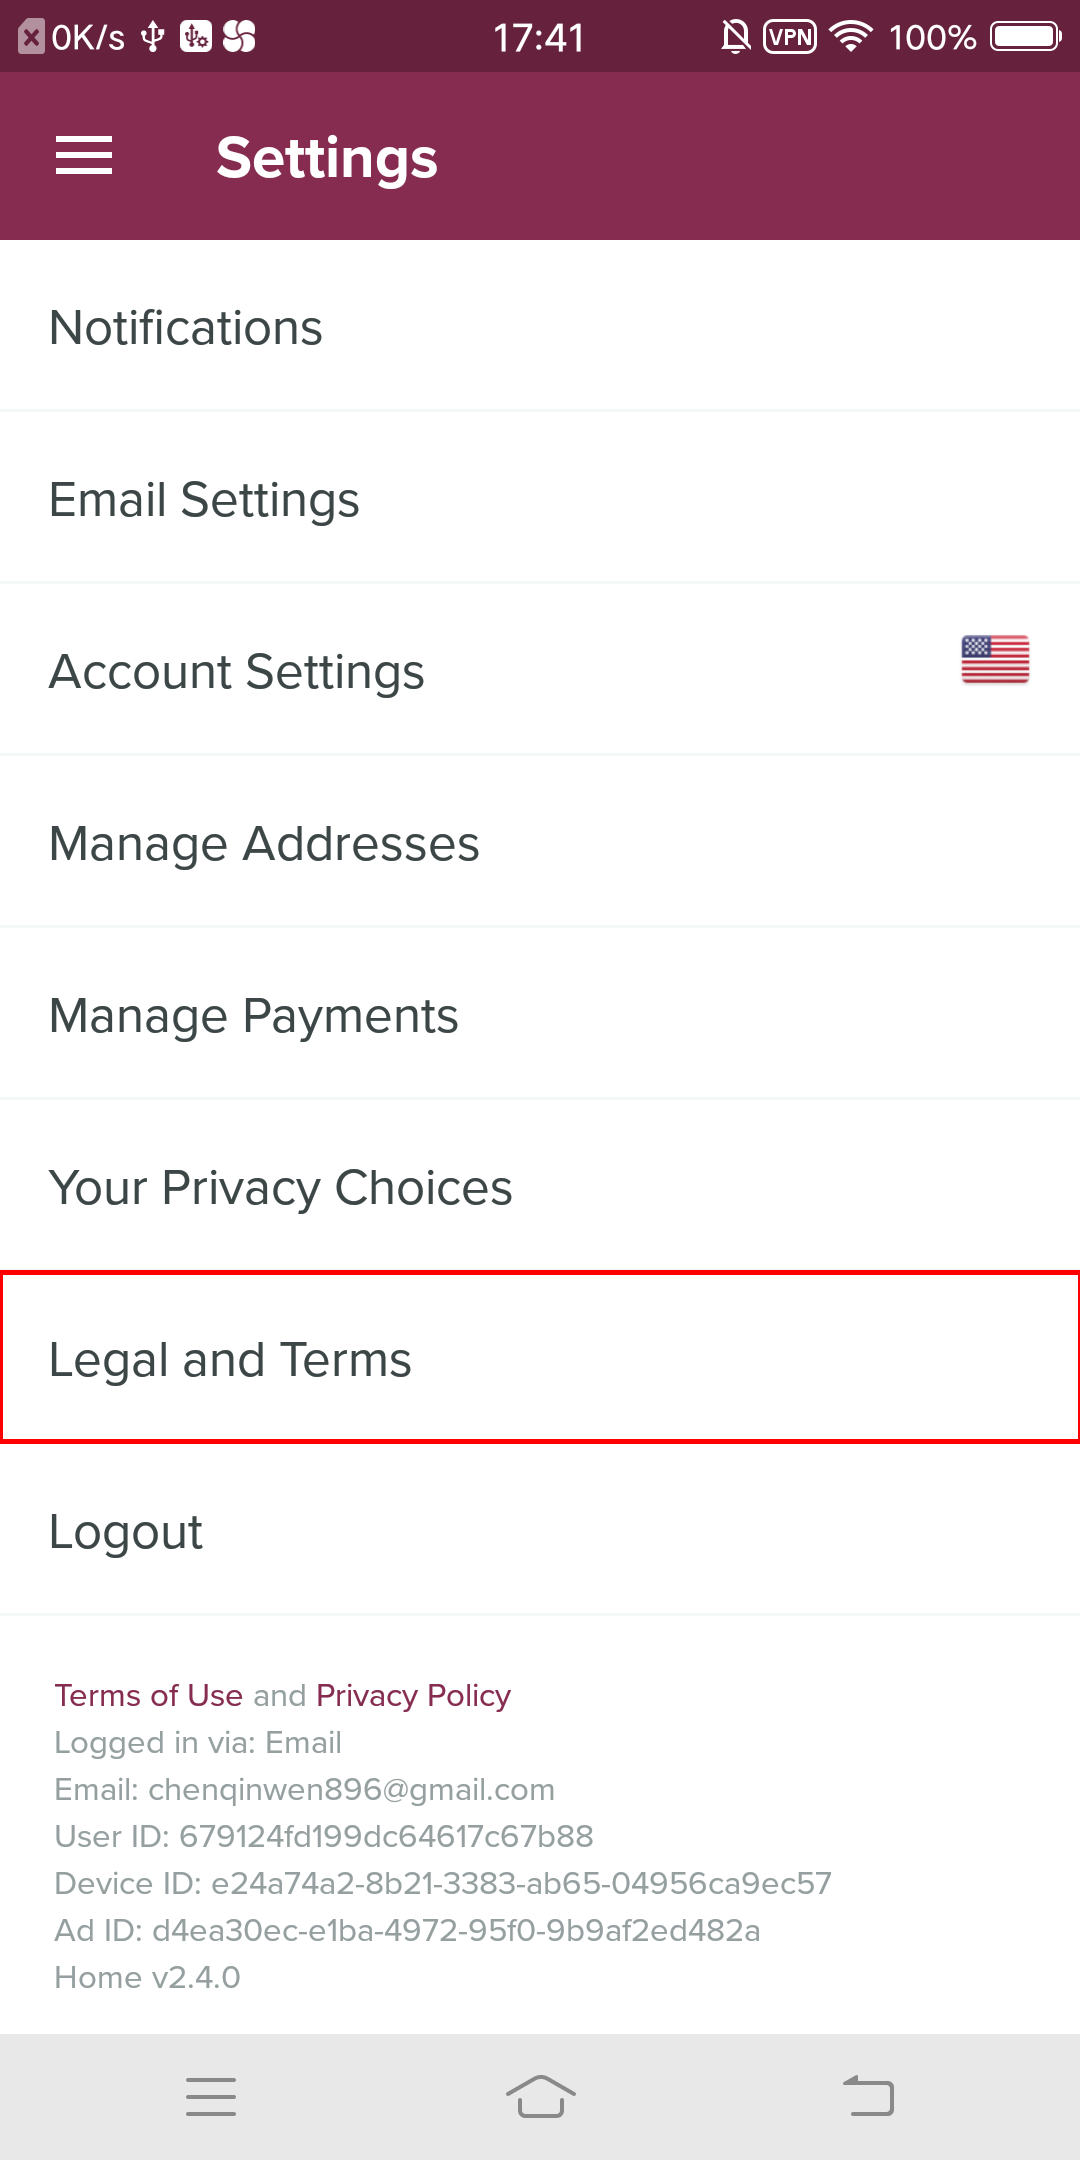 0K/s 17:41 VPN 100%
Settings
Notifications
Email Settings
Account Settings
Manage Addresses
Manage Payments
Your Privacy Choices
Legal and Terms
Logout
Terms of Use and Privacy Policy
Logged in via: Email
Email: chenqinwen896@gmail.com
User ID: 679124fd199dc64617c67b88
Device ID: e24a74a2-8b21-3383-ab65-04956ca9ec57
Ad ID: d4ea30ec-e1ba-4972-95f0-9b9af2ed482a
Home v2.4.0